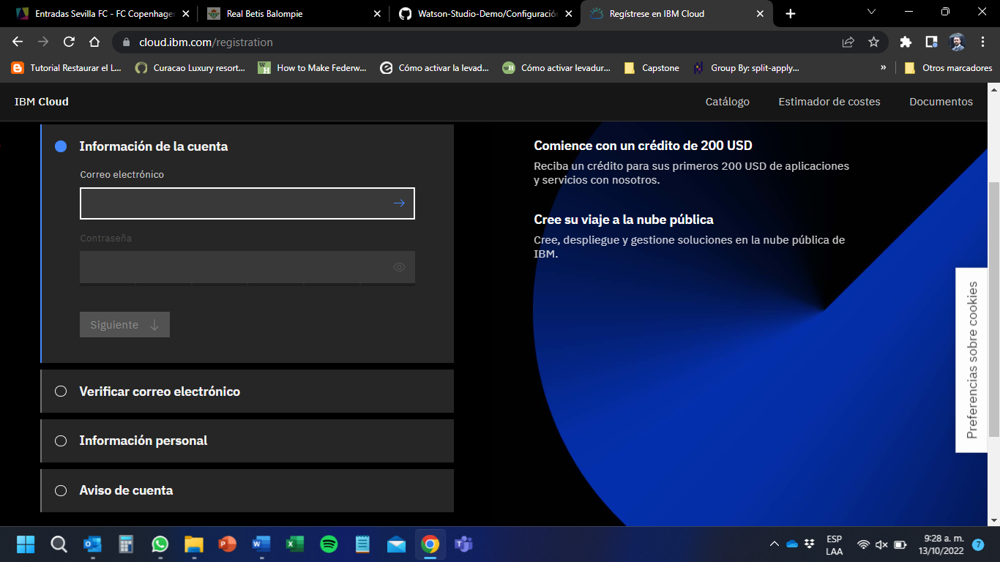 Entradas Sevilla FC - FC Copenhage
Real Betis Balompie
Watson-Studio-Demo/Configuració
Regístrese en IBM Cloud
cloud.ibm.com/registration
Tutorial Restaurar el L...
Curacao Luxury resort...
How to Make Federw...
Cómo activar la levad...
Cómo activar levadur...
Capstone
Group By: split-apply...
»
Otros marcadores
IBM Cloud
Catálogo
Estimador de costes
Documentos
Información de la cuenta
Correo electrónico
Contraseña
Siguiente
Verificar correo electrónico
Información personal
Aviso de cuenta
Comience con un crédito de 200 USD
Reciba un crédito para sus primeros 200 USD de aplicaciones
y servicios con nosotros.
Cree su viaje a la nube pública
Cree, despliegue y gestione soluciones en la nube pública de
IBM.
Preferencias sobre cookies
ESP
LAA
9:28 a. m.
13/10/2022
7